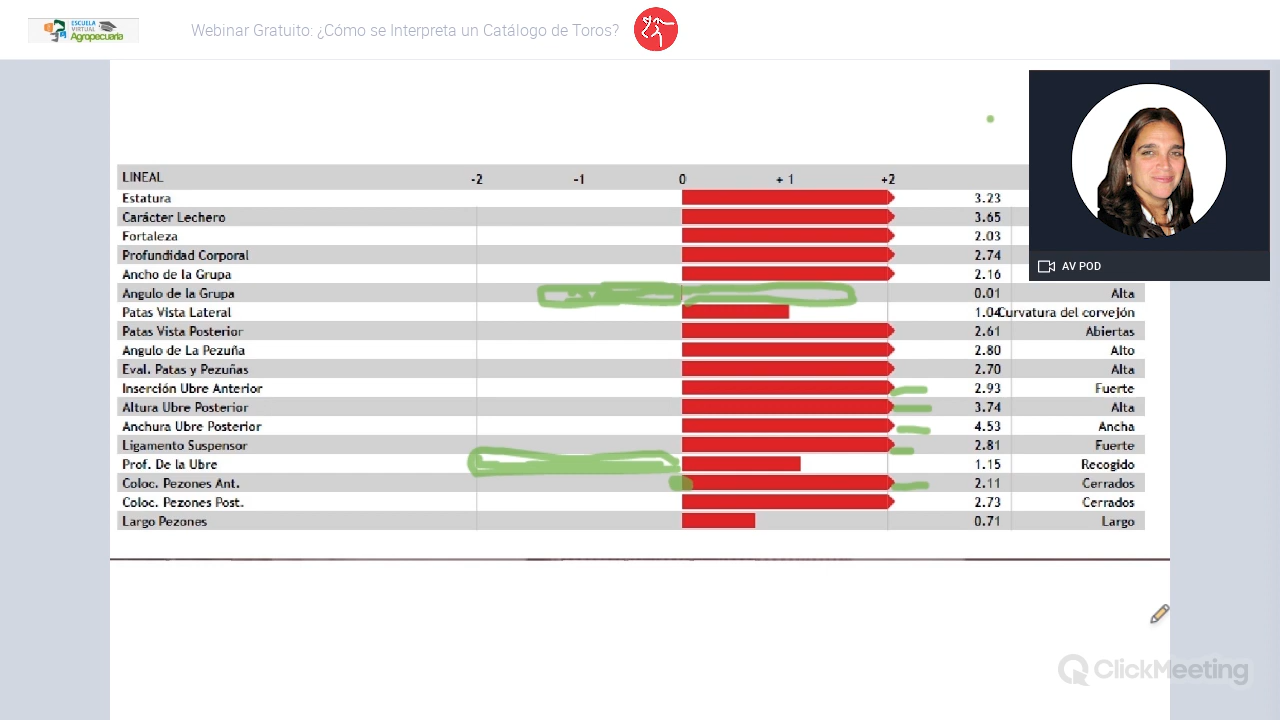 ESCUELA
VIRTUAL
Agropecuaria
Webinar Gratuito: ¿Cómo se Interpreta un Catálogo de Toros?
AV POD
LINEAL -2 -1 0 + 1 +2
Estatura 3.23
Carácter Lechero 3.65
Fortaleza 2.03
Profundidad Corporal 2.74
Ancho de la Grupa 2.16
Angulo de la Grupa 0.01 Alta
Patas Vista Lateral 1.04 Curvatura del corvejón
Patas Vista Posterior 2.61 Abiertas
Angulo de La Pezuña 2.80 Alto
Eval. Patas y Pezuñas 2.70 Alta
Inserción Ubre Anterior 2.93 Fuerte
Altura Ubre Posterior 3.74 Alta
Anchura Ubre Posterior 4.53 Ancha
Ligamento Suspensor 2.81 Fuerte
Prof. De la Ubre 1.15 Recogido
Coloc. Pezones Ant. 2.11 Cerrados
Coloc. Pezones Post. 2.73 Cerrados
Largo Pezones 0.71 Largo
ClickMeeting